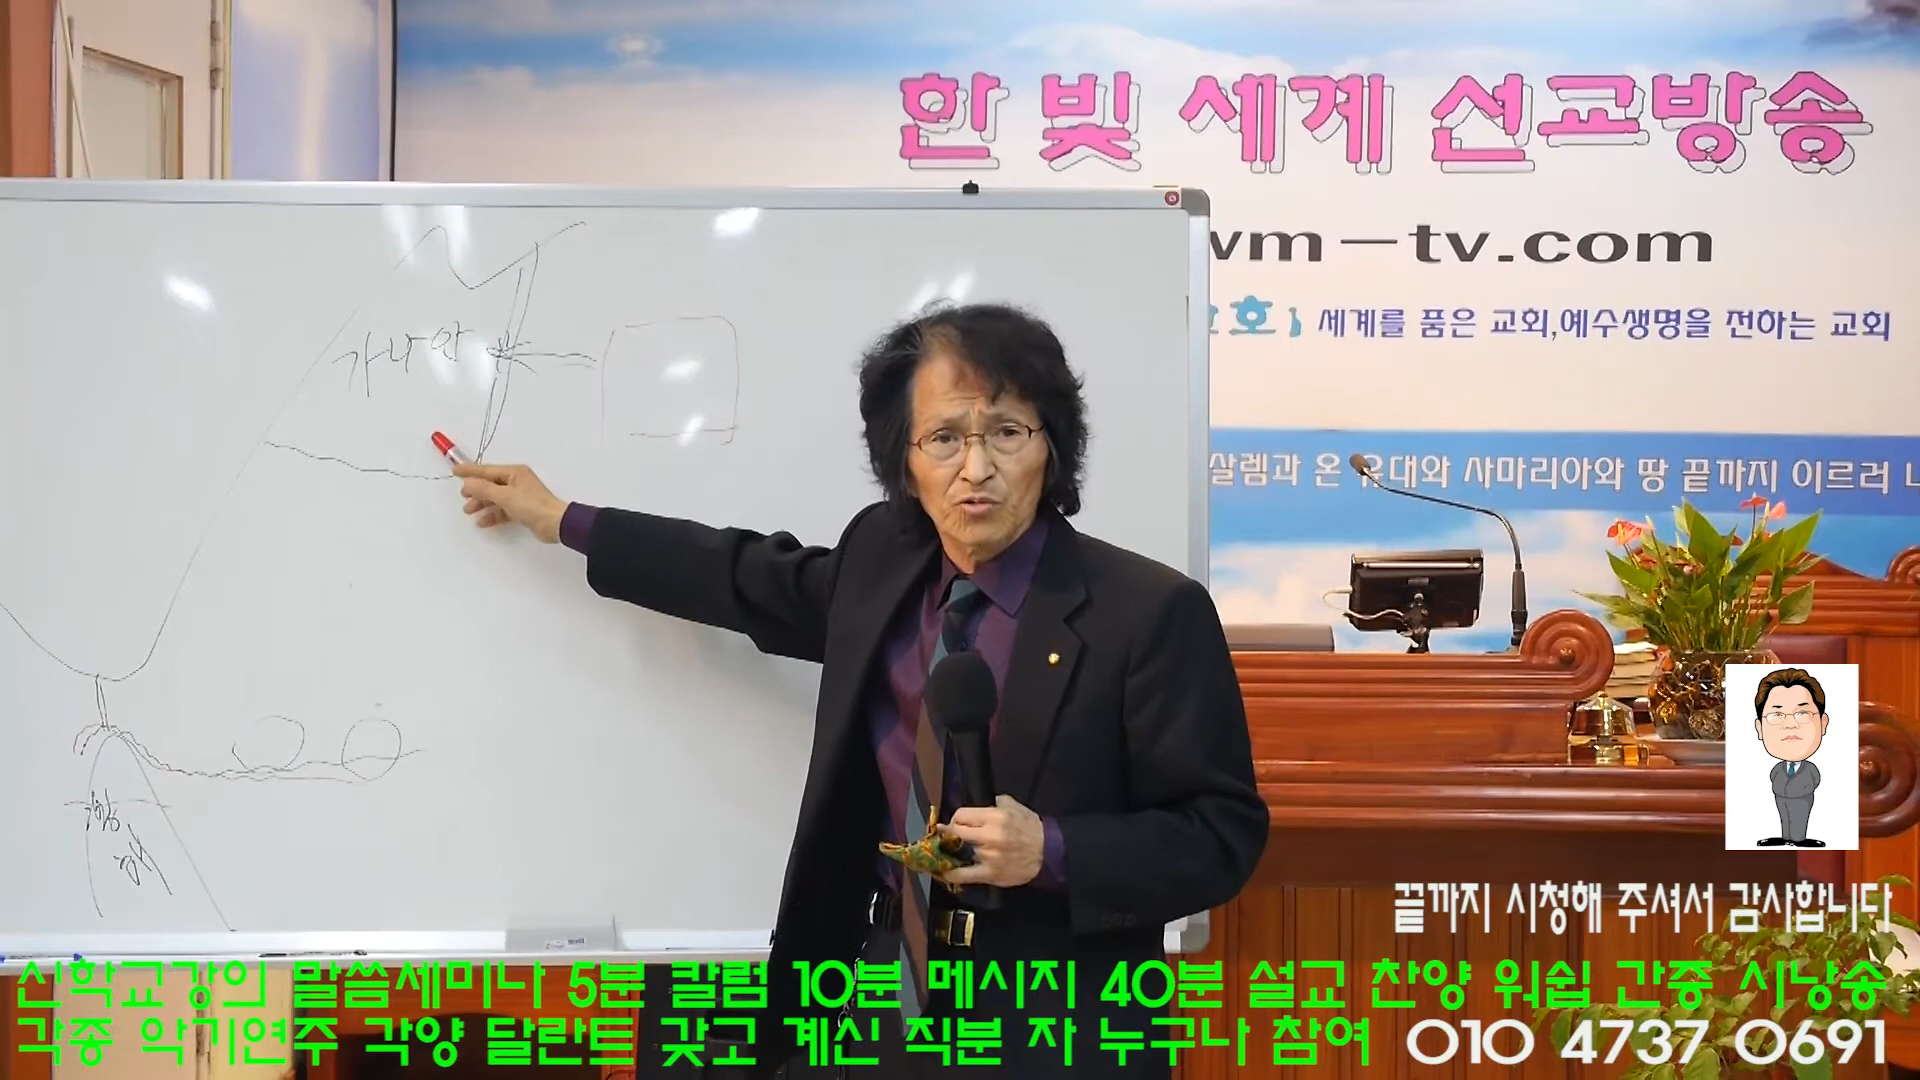 한빛 세계 선교방송
wm-tv.com
호 ; 세계를 품은 교회,예수생명을 전하는 교회
가나안
살렘과 온 유대와 사마리아와 땅 끝까지 이르러
끝까지 시청해 주셔서 감사합니다
신학교강의 말씀세미나 5분 칼럼 10분 메시지 40분 설교 찬양 워쉽 간증 시낭송
각종 악기연주 각양 달란트 갖고 계신 직분 자 누구나 참여 010 4737 0691